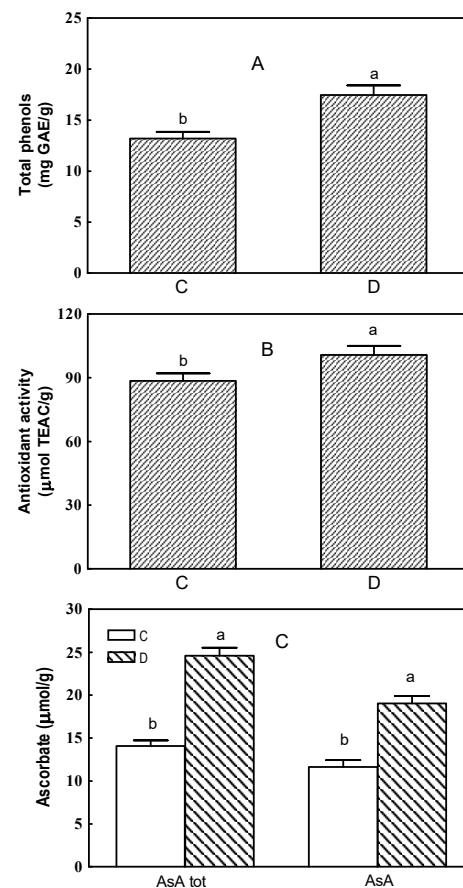 25
A
a
20
b
15
10
5
0
Total phenols
(mg GAE/g)
C D
120
a
B
b
90
60
30
0
Antioxidant activity
(μmol TEAC/g)
C D
30
C
D
C
a
25
a
20
b
15
b
10
5
0
Ascorbate (μmol/g)
AsA tot AsA